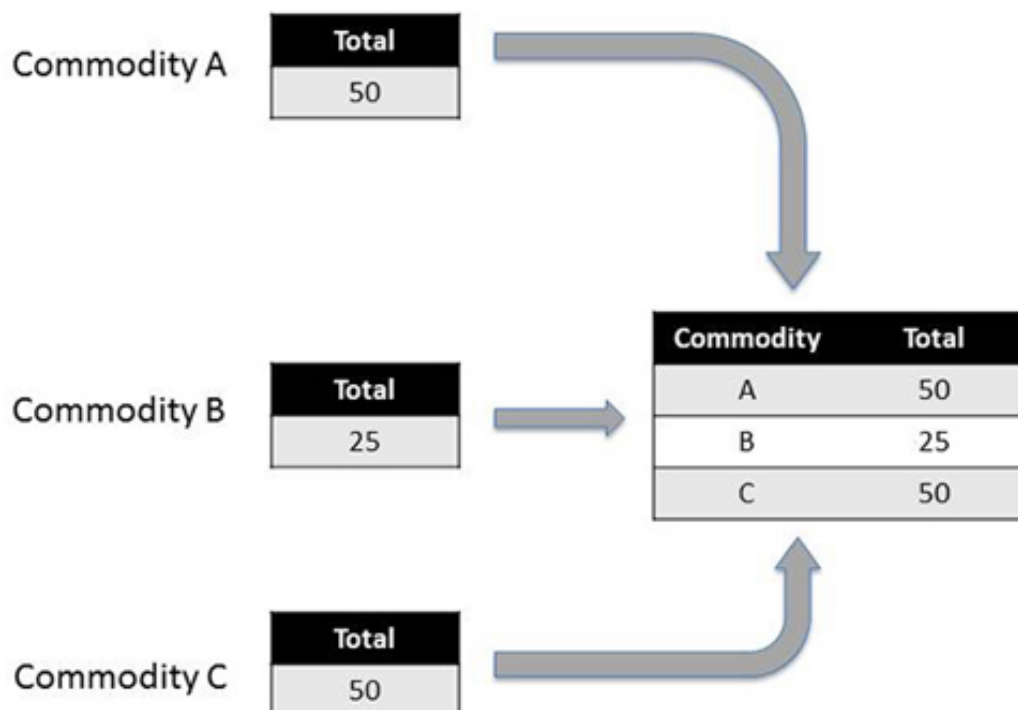 Commodity A
Total
50
Commodity B
Total
25
Commodity C
Total
50
Commodity Total
A 50
B 25
C 50